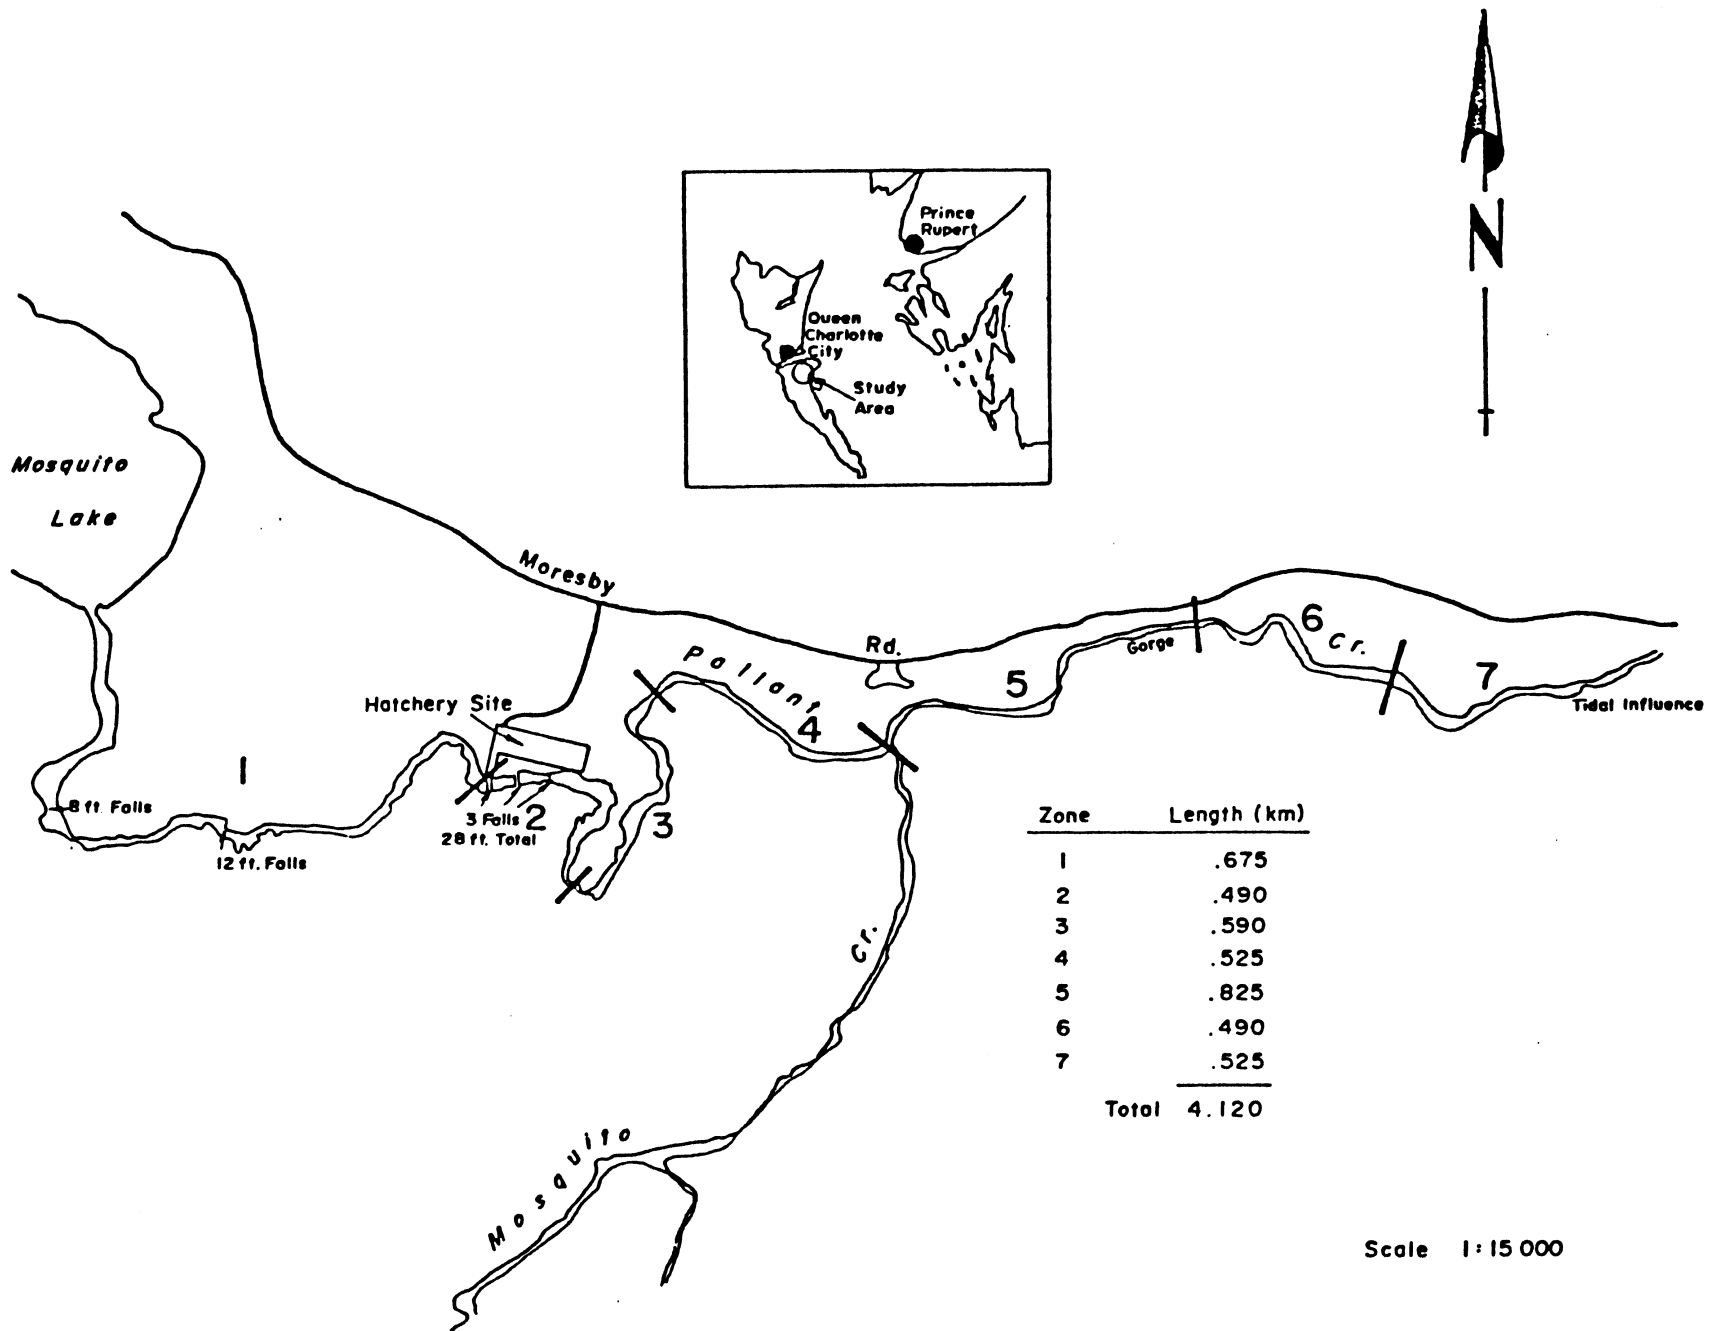 N
Prince
Rupert
Queen
Charlotte
City
Study
Area
Mosquito
Lake
Moresby
Rd.
6
Cr.
Gorge
Pallant
5
7
Hatchery Site
4
Tidal Influence
1
8 ft. Falls
3 Falls
2
3
28 ft. Total
12 ft. Falls
Zone Length (km)
1 .675
2 .490
3 .590
4 .525
5 .825
6 .490
7 .525
Total 4.120
Cr.
Mosquito
Scale 1:15 000